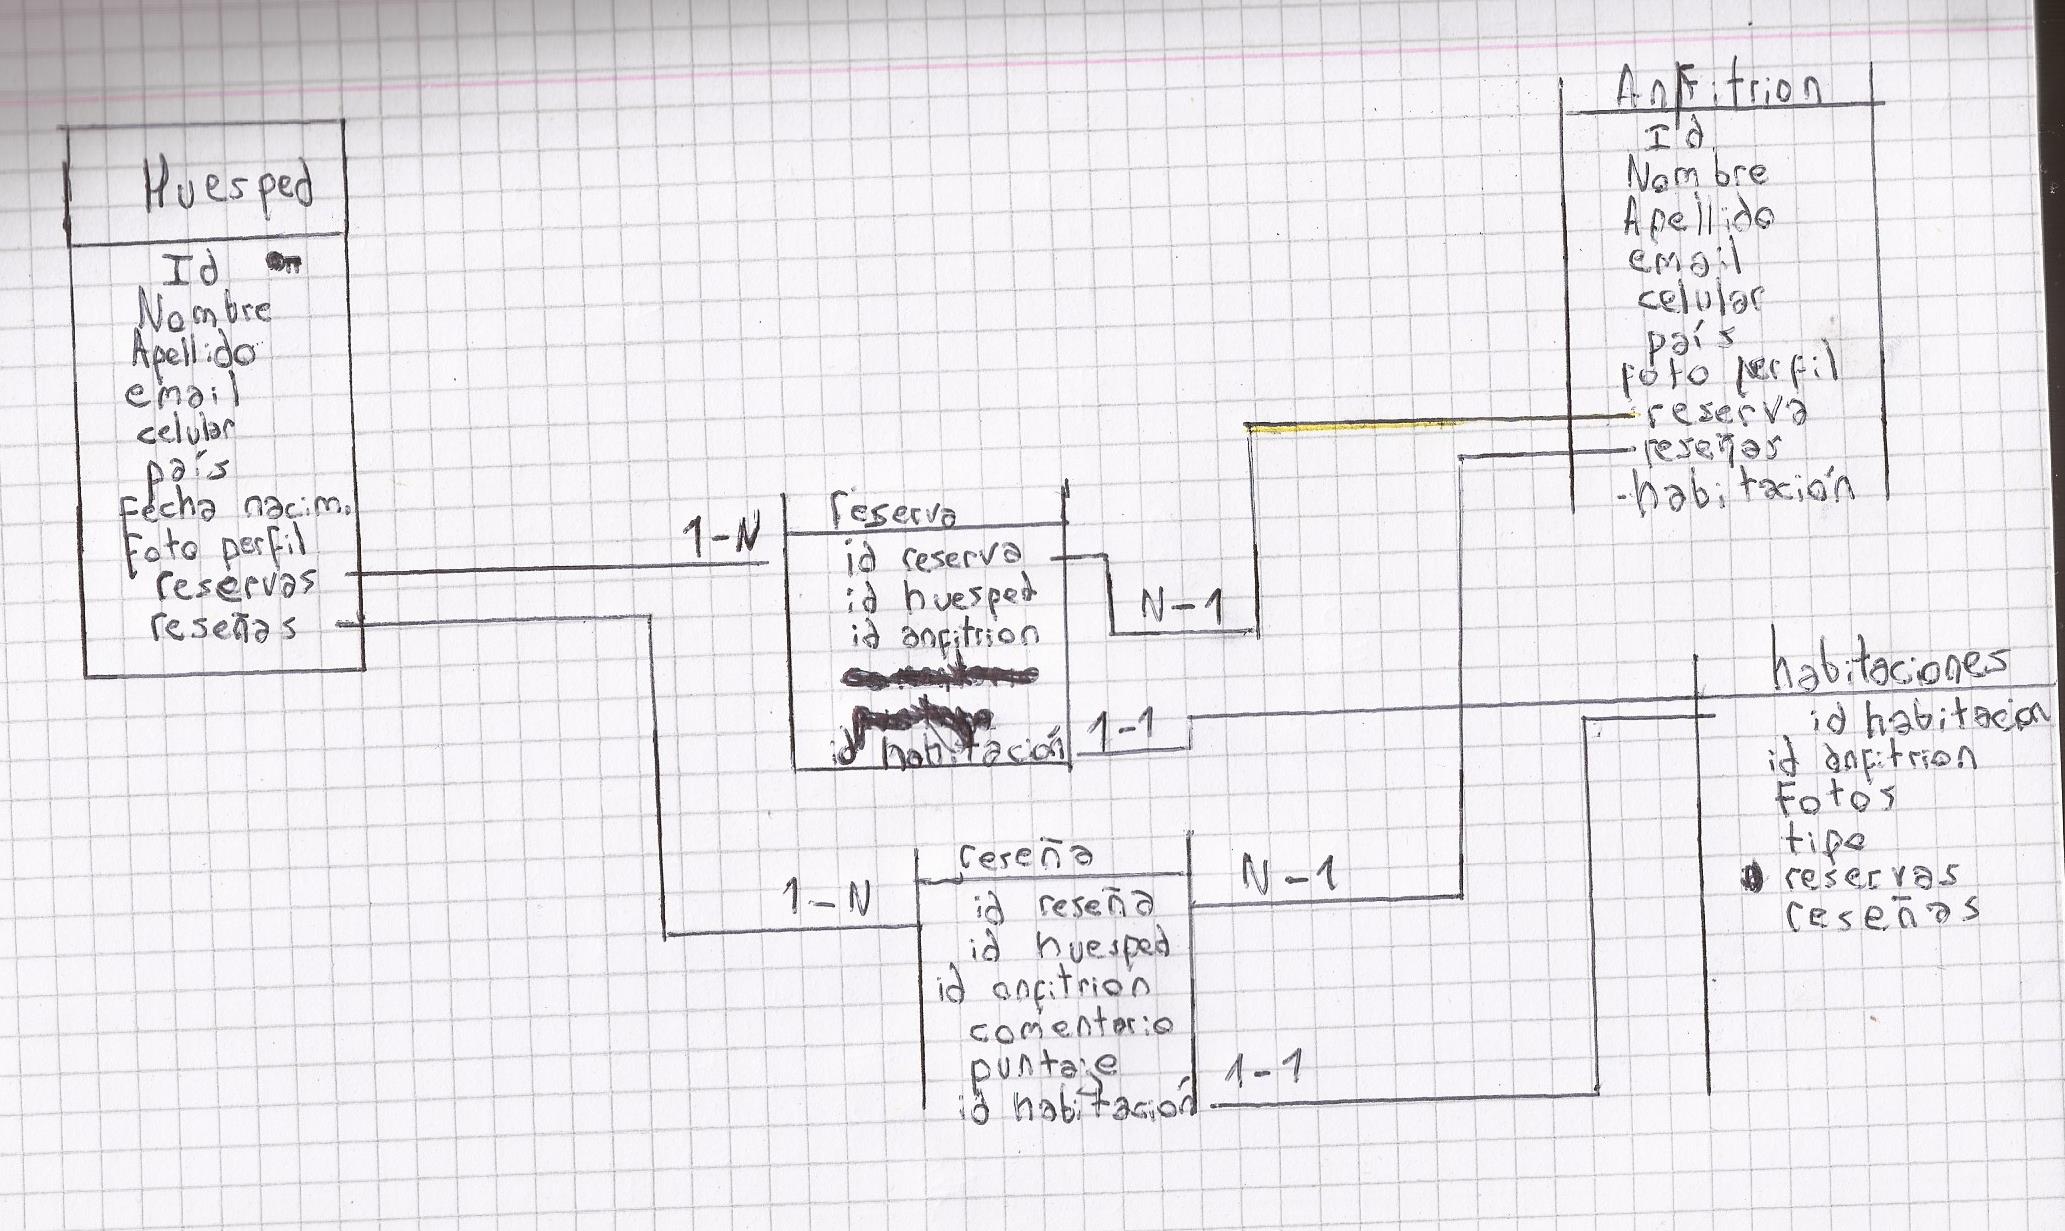 Huesped
Id
Nombre
Apellido
email
celular
país
Fecha nacim.
Foto perfil
reservas
reseñas
1-N
reserva
id reserva
id huesped
id anfitrion
id habitación
N-1
1-1
1-N
reseña
id reseña
id huesped
id anfitrion
comentario
puntaje
id habitación
N-1
1-1
Anfitrion
Id
Nombre
Apellido
email
celular
país
Foto perfil
reserva
reseñas
-habitación
habitaciones
id habitacion
id anfitrion
Fotos
tipo
reservas
reseñas